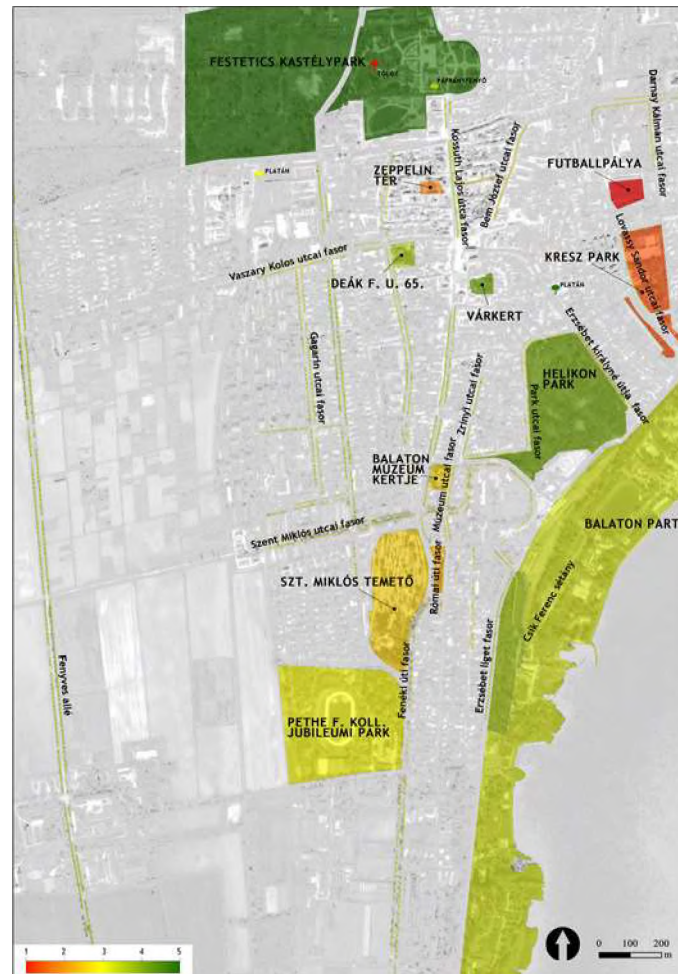 FESTETICS KASTÉLYPARK
TÖLGY
PÁFRÁNYFENYŐ
Darnay Kálmán utcai fasor
Kossuth Lajos utca fasor
Bem József utcai fasor
PLATÁN
ZEPPELIN
TÉR
FUTBALLPÁLYA
Lovassy Sándor utcai fasor
KRESZ PARK
Vaszary Kolos utcai fasor
DEÁK F. U. 65.
VÁRKERT
PLATÁN
Gagarin utcai fasor
Erzsébet királyné útja fasor
HELIKON
PARK
Park utcai fasor
Zrínyi utcai fasor
BALATON
MÚZEUM
KERTJE
Múzeum utcai fasor
BALATON PART
Szent Miklós utcai fasor
Római úti fasor
SZT. MIKLÓS TEMETŐ
Csik Ferenc sétány
Erzsébet liget fasor
Fenyves allé
Fenéki úti fasor
PETHE F. KOLL.
JUBILEUMI PARK
1 2 3 4 5
0 100 200
m